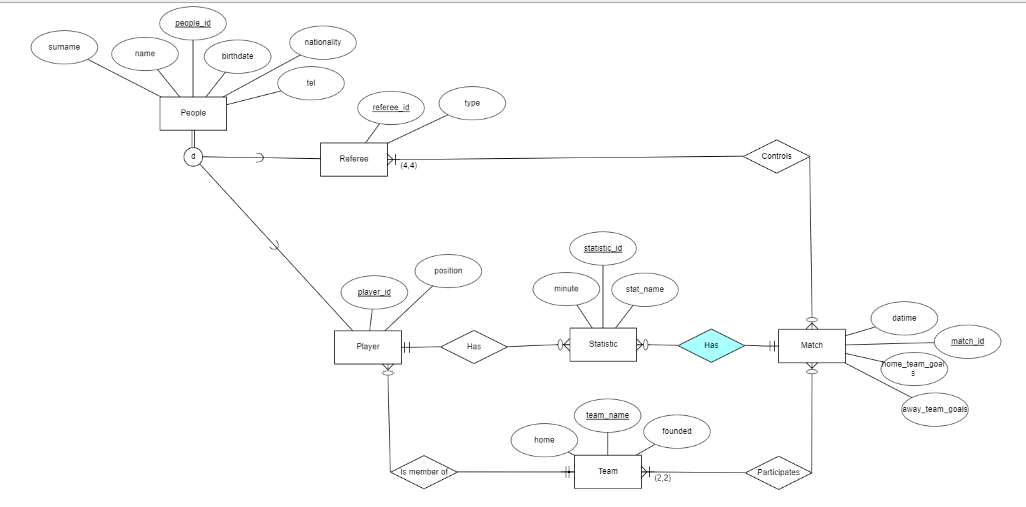 people_id
surname
name
birthdate
nationality
tel
People
d
referee_id
type
Referee
(4,4)
Controls
statistic_id
minute
stat_name
player_id
position
Player
Has
Statistic
Has
Match
datime
match_id
home_team_goal
s
away_team_goals
team_name
home
founded
Is member of
Team
(2,2)
Participates